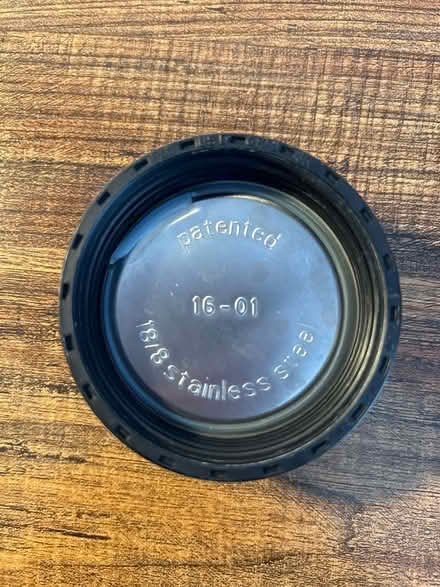 patented
16-01
18/8 stainless steel